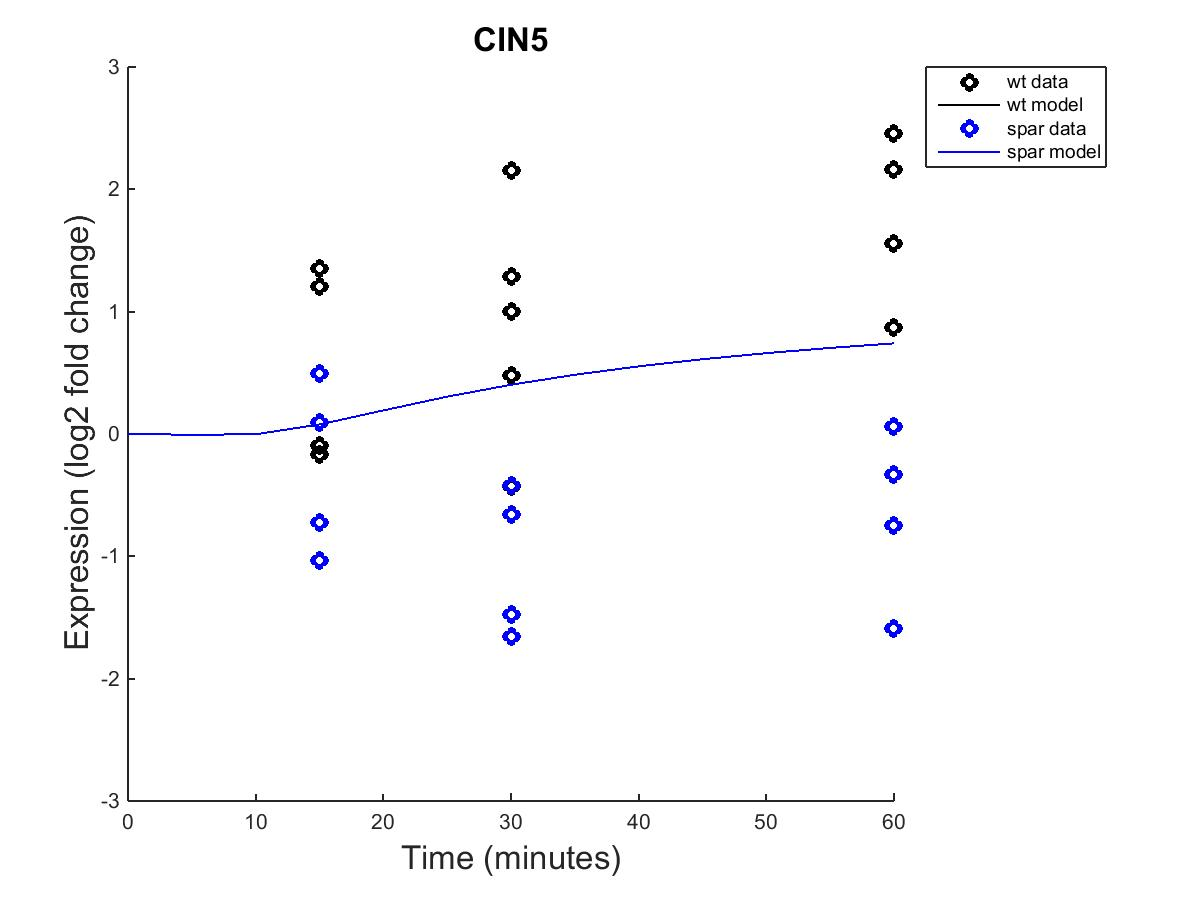 CIN5
3
2
1
0
-1
-2
-3
Expression (log2 fold change)
0 10 20 30 40 50 60
Time (minutes)
wt data
wt model
spar data
spar model